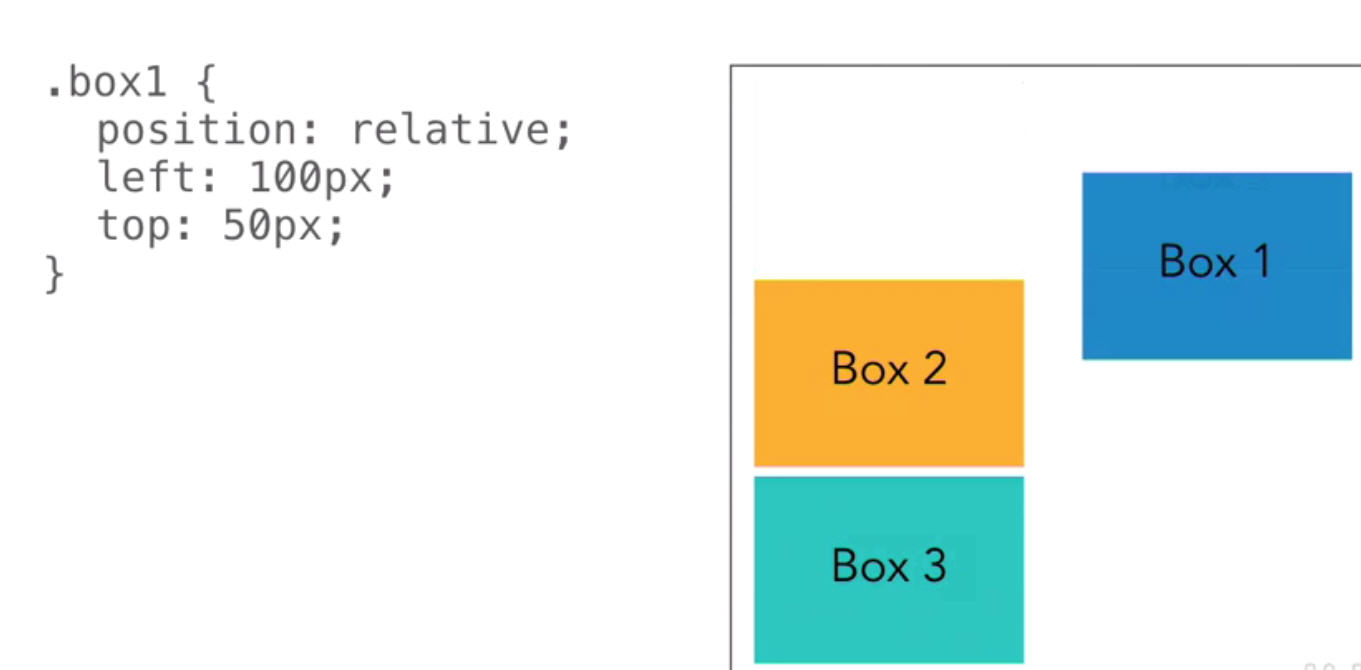 .box1 {
position: relative;
left: 100px;
top: 50px;
}
Box 1
Box 2
Box 3